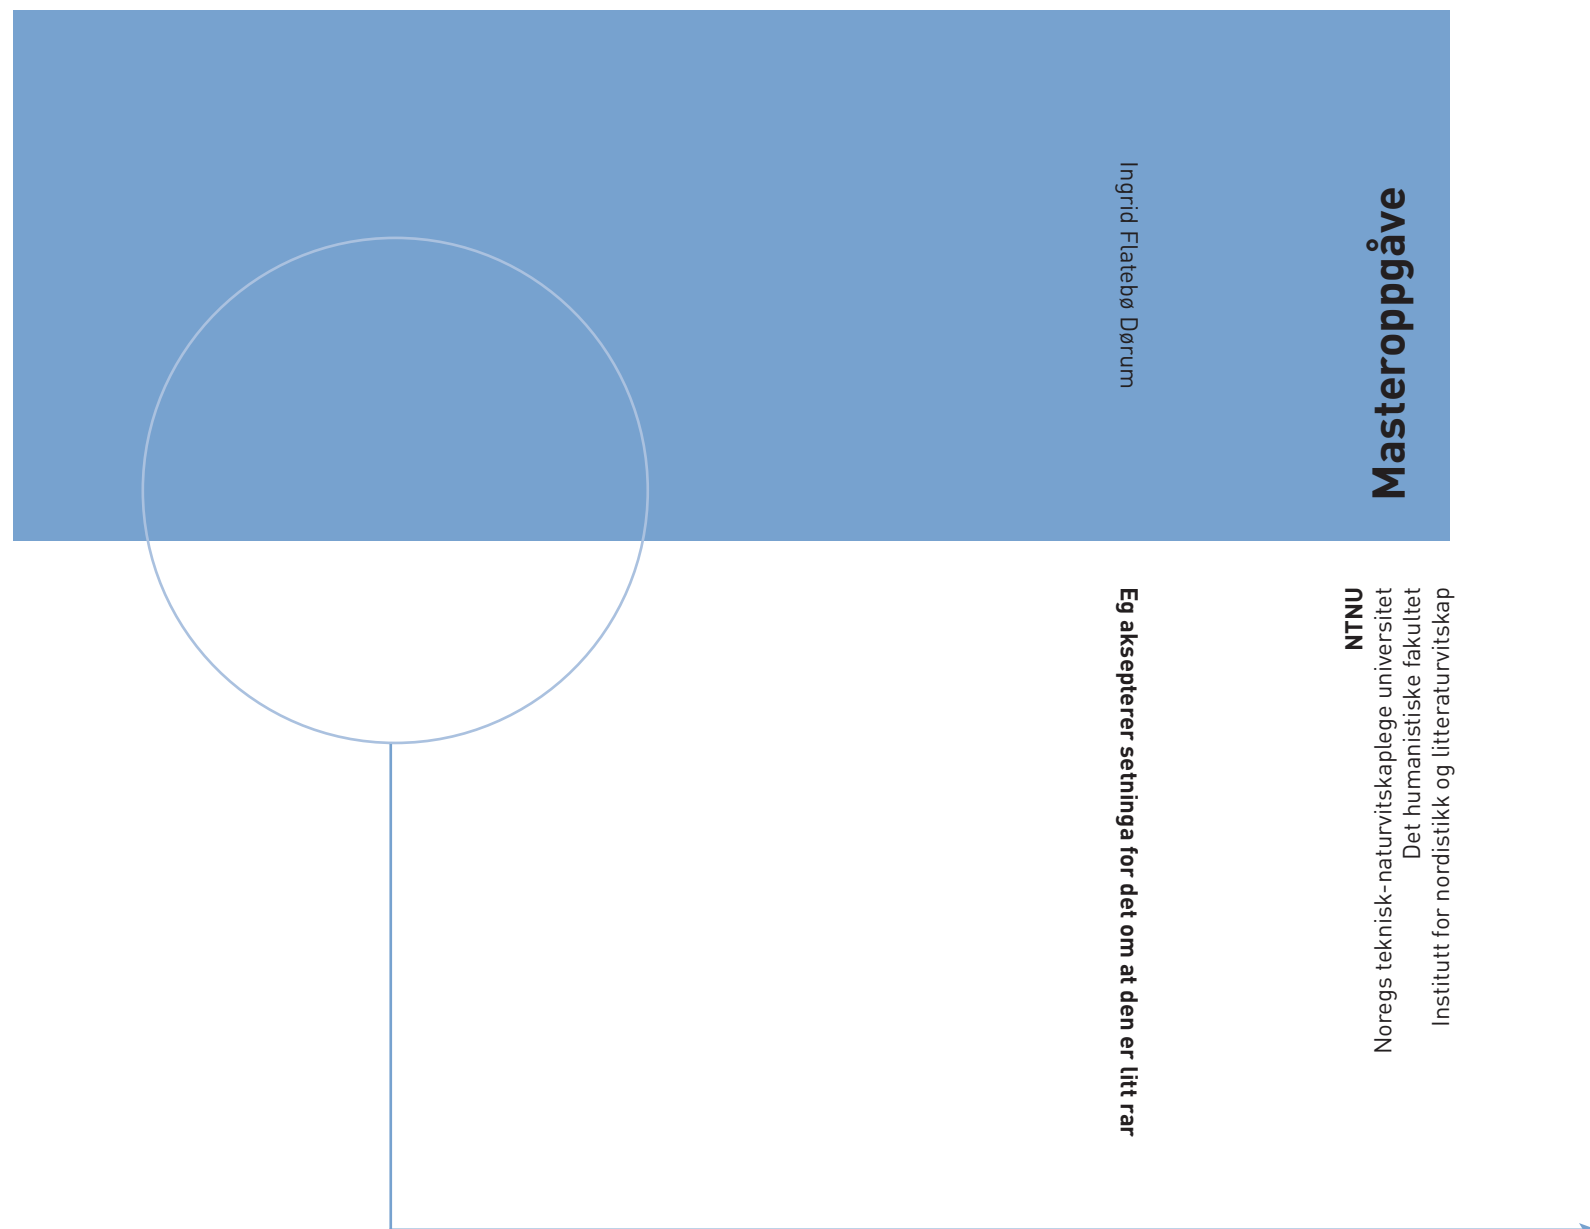 Ingrid Flatebø Dørum
Eg aksepterer setninga for det om at den er litt rar
Masteroppgåve
NTNU
Noregs teknisk-naturvitskaplege universitet
Det humanistiske fakultet
Institutt for nordistikk og litteraturvitskap